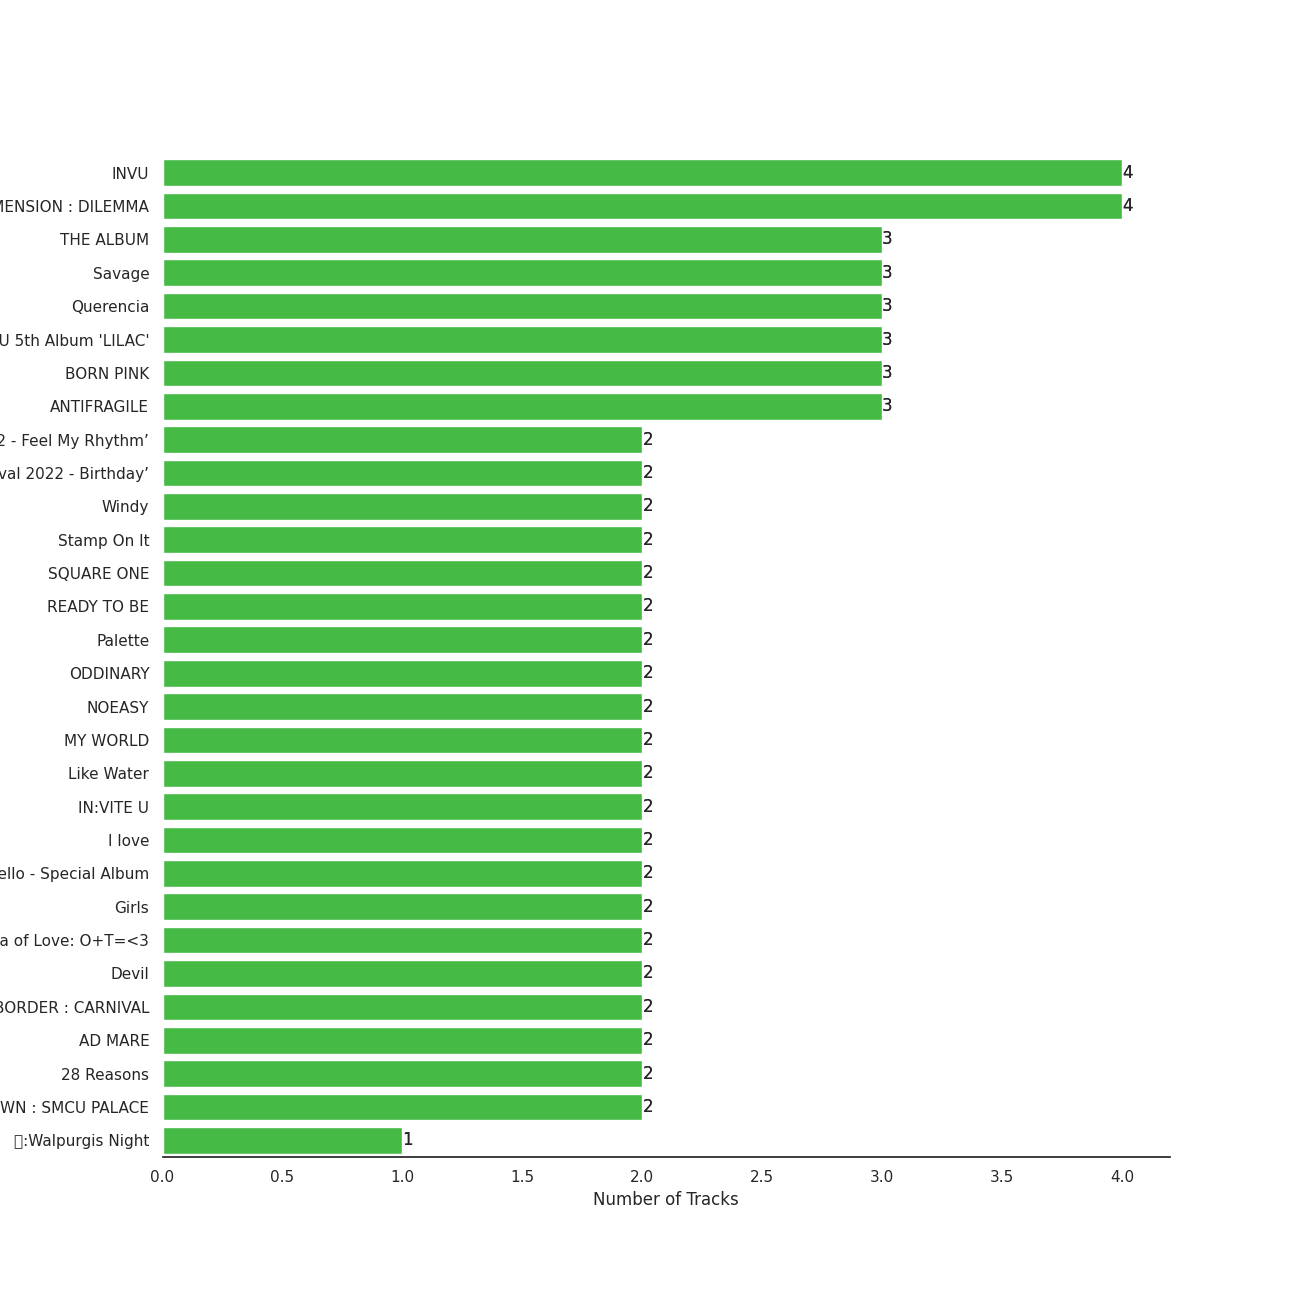 INVU 4
MENSION : DILEMMA 4
THE ALBUM 3
Savage 3
Querencia 3
U 5th Album 'LILAC' 3
BORN PINK 3
ANTIFRAGILE 3
2 - Feel My Rhythm’ 2
val 2022 - Birthday’ 2
Windy 2
Stamp On It 2
SQUARE ONE 2
READY TO BE 2
Palette 2
ODDINARY 2
NOEASY 2
MY WORLD 2
Like Water 2
IN:VITE U 2
I love 2
ello - Special Album 2
Girls 2
a of Love: O+T=<3 2
Devil 2
BORDER : CARNIVAL 2
AD MARE 2
28 Reasons 2
WN : SMCU PALACE 2
:Walpurgis Night 1
0.0 0.5 1.0 1.5 2.0 2.5 3.0 3.5 4.0
Number of Tracks